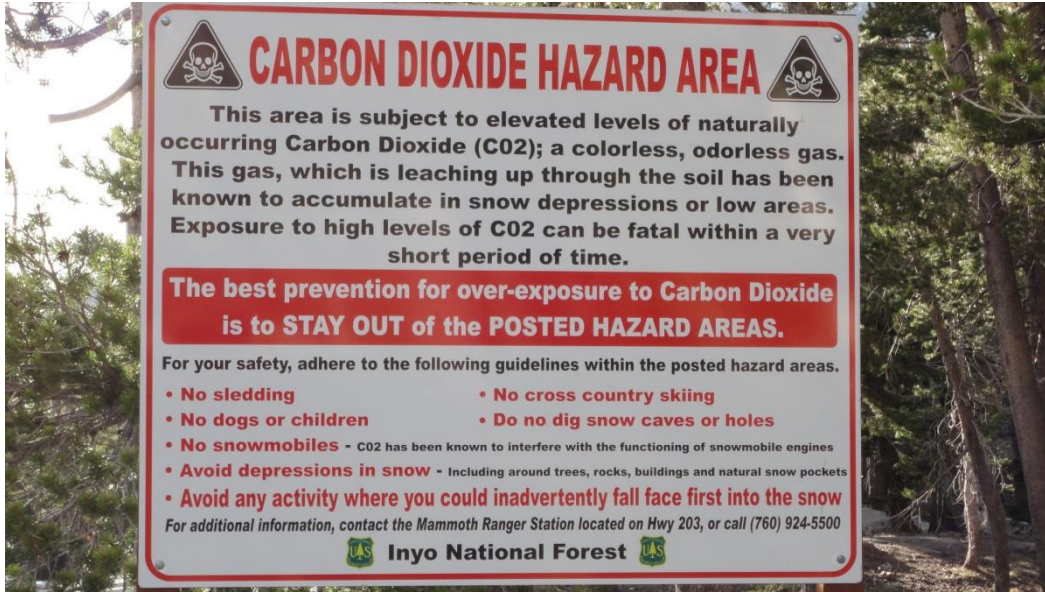 CARBON DIOXIDE HAZARD AREA
This area is subject to elevated levels of naturally
occurring Carbon Dioxide (C02); a colorless, odorless gas.
This gas, which is leaching up through the soil has been
known to accumulate in snow depressions or low areas.
Exposure to high levels of C02 can be fatal within a very
short period of time.
The best prevention for over-exposure to Carbon Dioxide
is to STAY OUT of the POSTED HAZARD AREAS.
For your safety, adhere to the following guidelines within the posted hazard areas.
• No sledding
• No cross country skiing
• No dogs or children
• Do no dig snow caves or holes
• No snowmobiles - C02 has been known to interfere with the functioning of snowmobile engines
• Avoid depressions in snow - Including around trees, rocks, buildings and natural snow pockets
• Avoid any activity where you could inadvertently fall face first into the snow
For additional information, contact the Mammoth Ranger Station located on Hwy 203, or call (760) 924-5500
US Inyo National Forest US